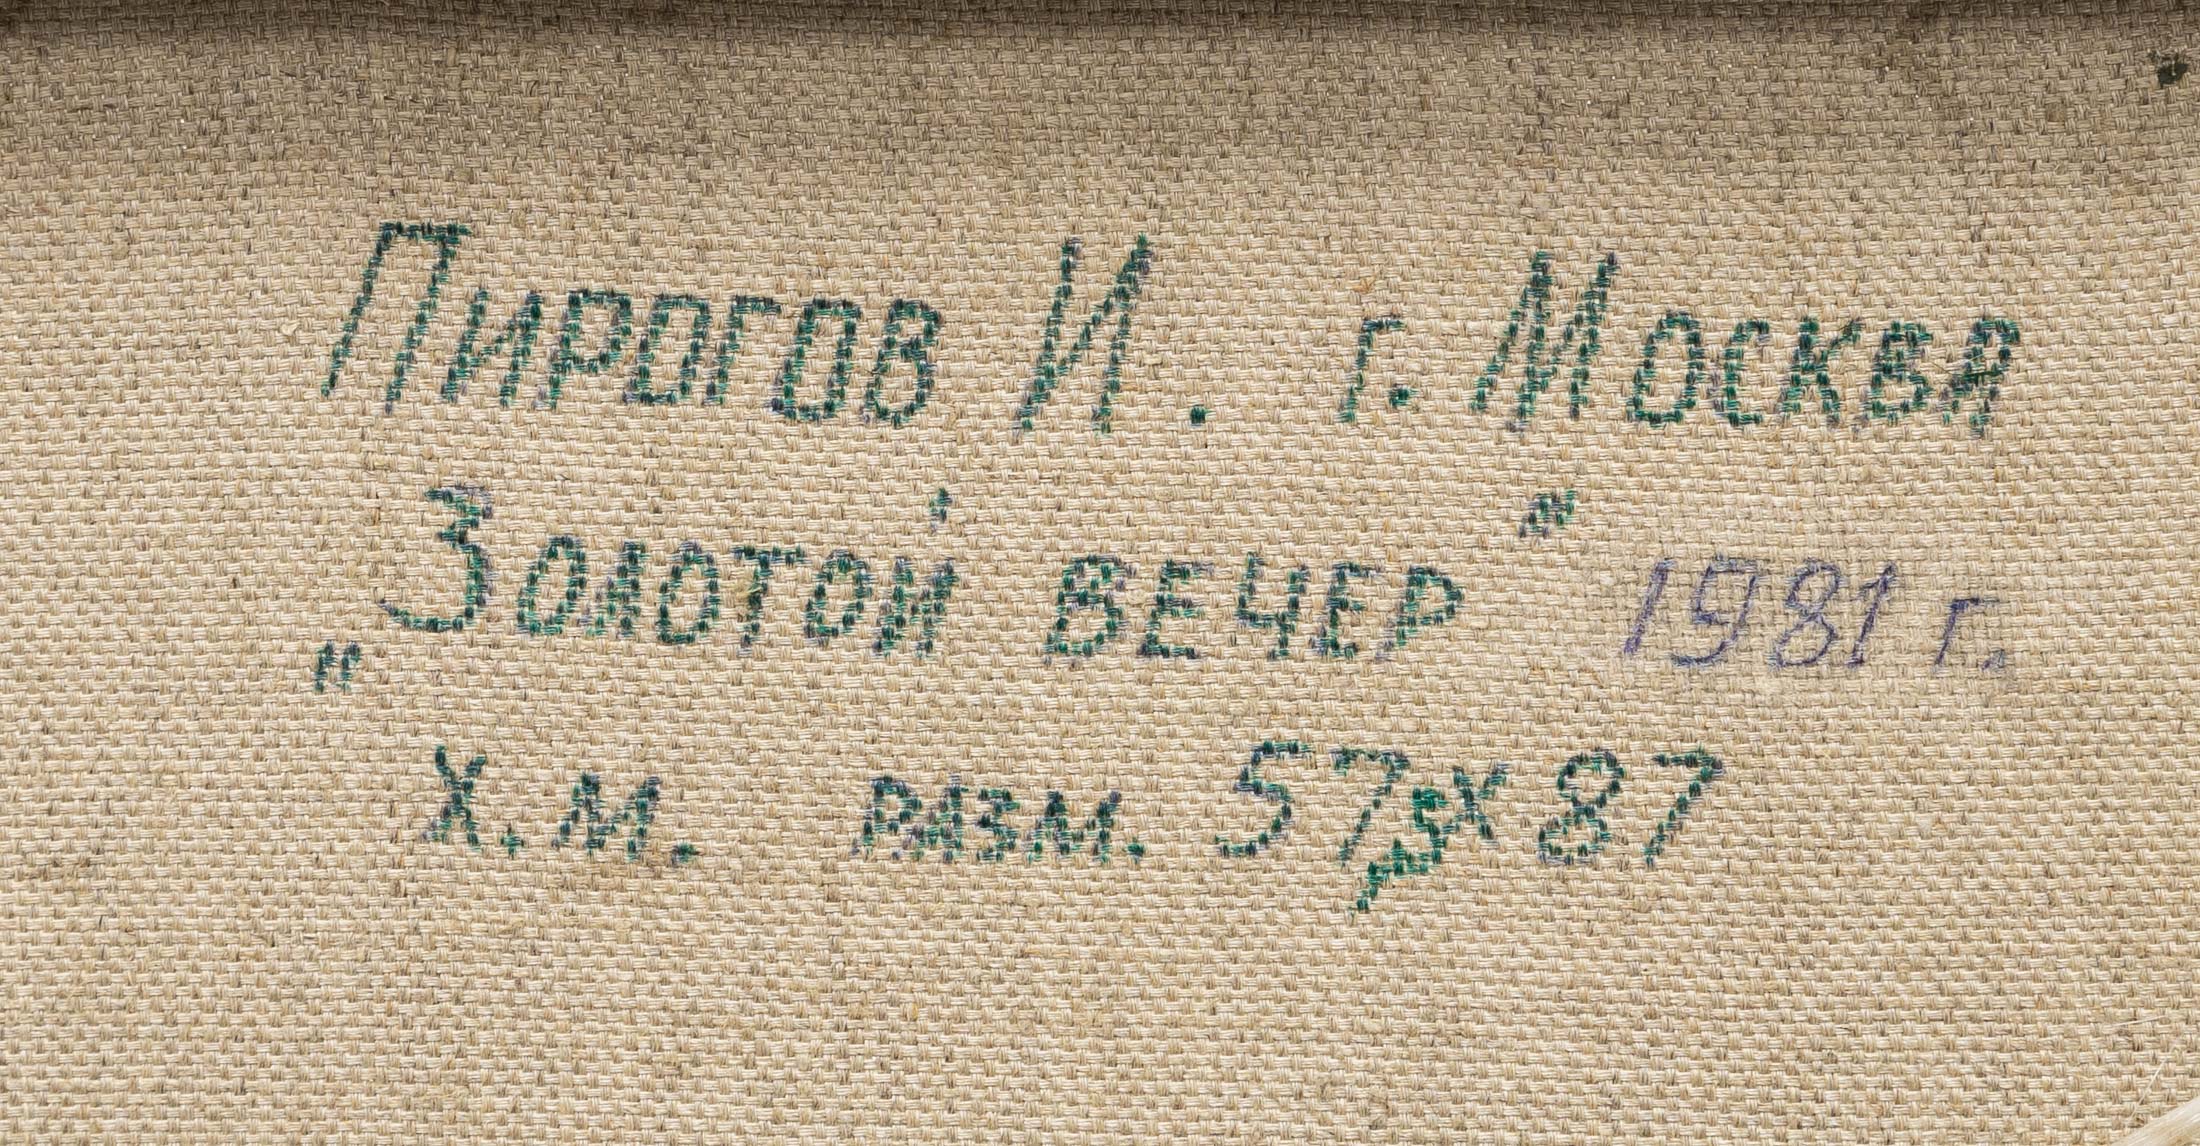 Пирогов И. г. Москва
„Золотой вечер" 1981 г.
Х.М. разм. 57,5х87